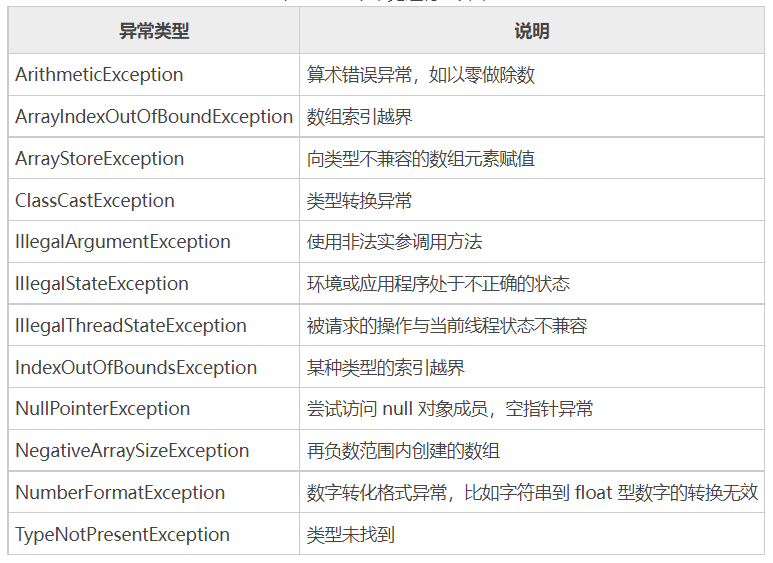 异常类型 说明
ArithmeticException 算术错误异常，如以零做除数
ArrayIndexOutOfBoundException 数组索引越界
ArrayStoreException 向类型不兼容的数组元素赋值
ClassCastException 类型转换异常
IllegalArgumentException 使用非法实参调用方法
IIIegalStateException 环境或应用程序处于不正确的状态
IIIegalThreadStateException 被请求的操作与当前线程状态不兼容
IndexOutOfBoundsException 某种类型的索引越界
NullPointerException 尝试访问 null 对象成员，空指针异常
NegativeArraySizeException 再负数范围内创建的数组
NumberFormatException 数字转化格式异常，比如字符串到 float 型数字的转换无效
TypeNotPresentException 类型未找到